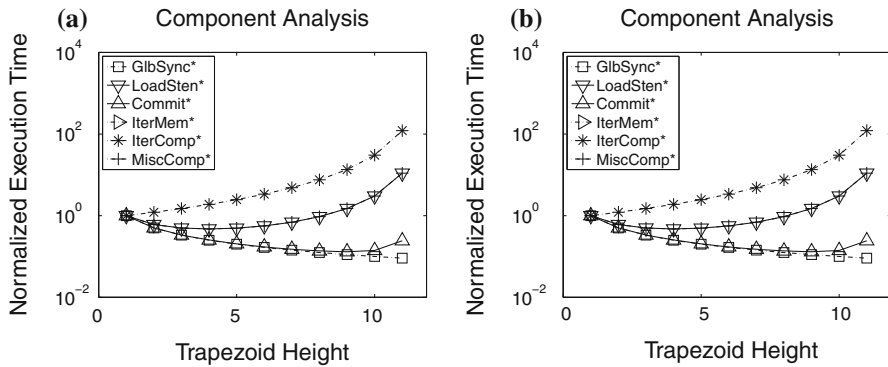 (a)
Component Analysis
Normalized Execution Time
10^4
10^2
10^0
10^-2
GlbSync*
LoadSten*
Commit*
IterMem*
IterComp*
MiscComp*
0 5 10
Trapezoid Height
(b)
Component Analysis
Normalized Execution Time
10^4
10^2
10^0
10^-2
GlbSync*
LoadSten*
Commit*
IterMem*
IterComp*
MiscComp*
0 5 10
Trapezoid Height